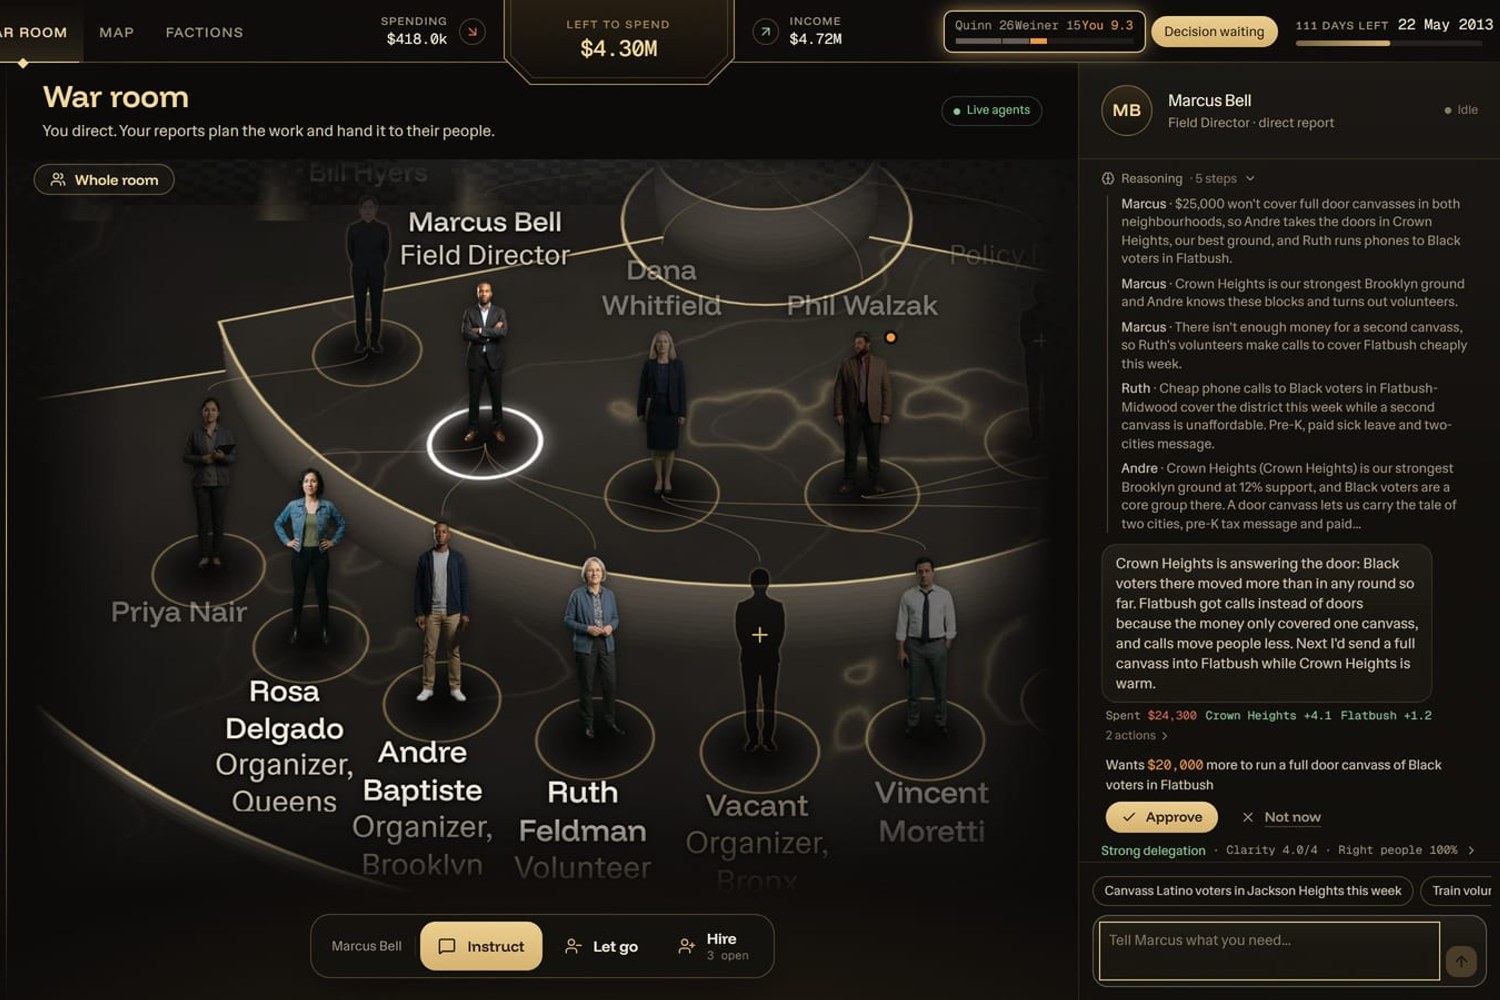 AR ROOM
MAP
FACTIONS
SPENDING
$418.0k
LEFT TO SPEND
$4.30M
INCOME
$4.72M
Quinn 26Weiner 15You 9.3
Decision waiting
111 DAYS LEFT 22 May 2013
War room
You direct. Your reports plan the work and hand it to their people.
Live agents
Whole room
Bill Hyers
Marcus Bell
Field Director
Dana
Whitfield
Phil Walzak
Policy
Priya Nair
Rosa
Delgado
Organizer,
Queens
Andre
Baptiste
Organizer,
Brooklyn
Ruth
Feldman
Volunteer
Vacant
Organizer,
Bronx
Vincent
Moretti
Marcus Bell
Instruct
Let go
Hire
3 open
MB
Marcus Bell
Field Director · direct report
Idle
Reasoning · 5 steps
Marcus · $25,000 won't cover full door canvasses in both
neighbourhoods, so Andre takes the doors in Crown
Heights, our best ground, and Ruth runs phones to Black
voters in Flatbush.
Marcus · Crown Heights is our strongest Brooklyn ground
and Andre knows these blocks and turns out volunteers.
Marcus · There isn't enough money for a second canvass,
so Ruth's volunteers make calls to cover Flatbush cheaply
this week.
Ruth · Cheap phone calls to Black voters in Flatbush-
Midwood cover the district this week while a second
canvass is unaffordable. Pre-K, paid sick leave and two-
cities message.
Andre · Crown Heights (Crown Heights) is our strongest
Brooklyn ground at 12% support, and Black voters are a
core group there. A door canvass lets us carry the tale of
two cities, pre-K tax message and paid...
Crown Heights is answering the door: Black
voters there moved more than in any round so
far. Flatbush got calls instead of doors
because the money only covered one canvass,
and calls move people less. Next I'd send a full
canvass into Flatbush while Crown Heights is
warm.
Spent $24,300 Crown Heights +4.1 Flatbush +1.2
2 actions
Wants $20,000 more to run a full door canvass of Black
voters in Flatbush
Approve
Not now
Strong delegation · Clarity 4.0/4 · Right people 100%
Canvass Latino voters in Jackson Heights this week
Train volu
Tell Marcus what you need...